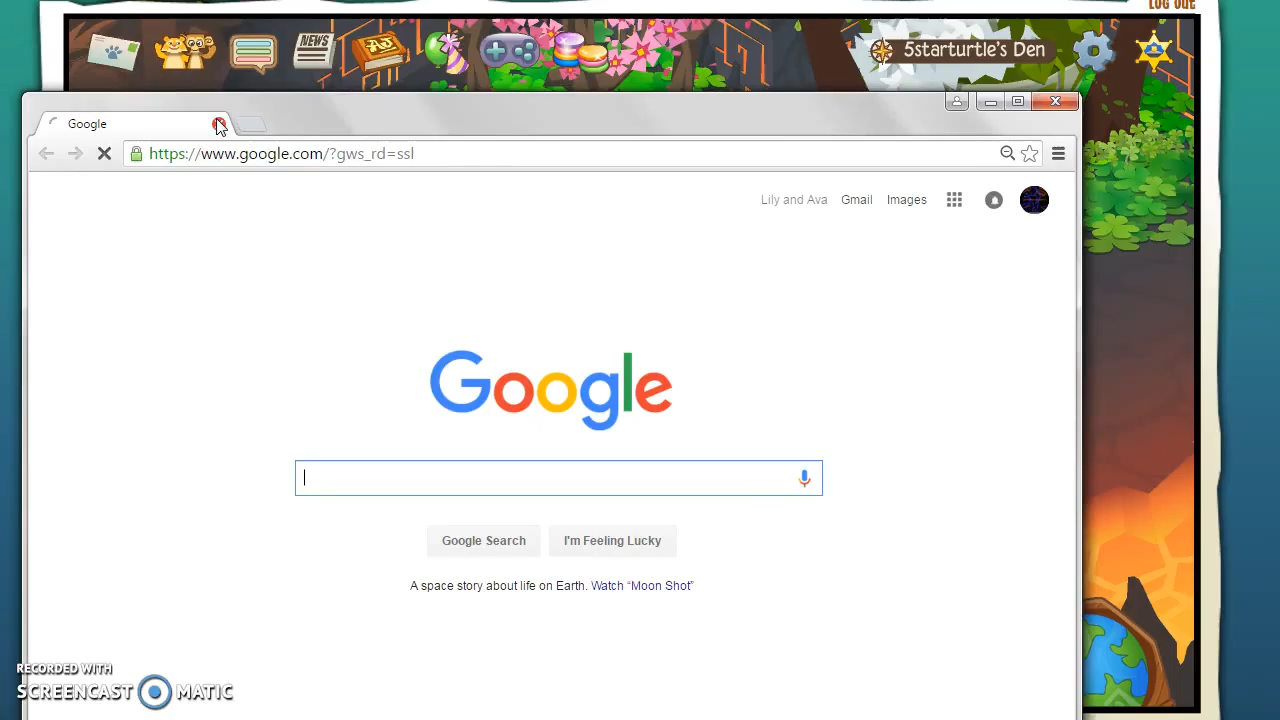 LOG OUT
NEWS
AJ
5starturtle's Den
Google
https://www.google.com/?gws_rd=ssl
Lily and Ava Gmail Images
Google
Google Search I'm Feeling Lucky
A space story about life on Earth. Watch “Moon Shot”
RECORDED WITH
SCREENCAST MATIC